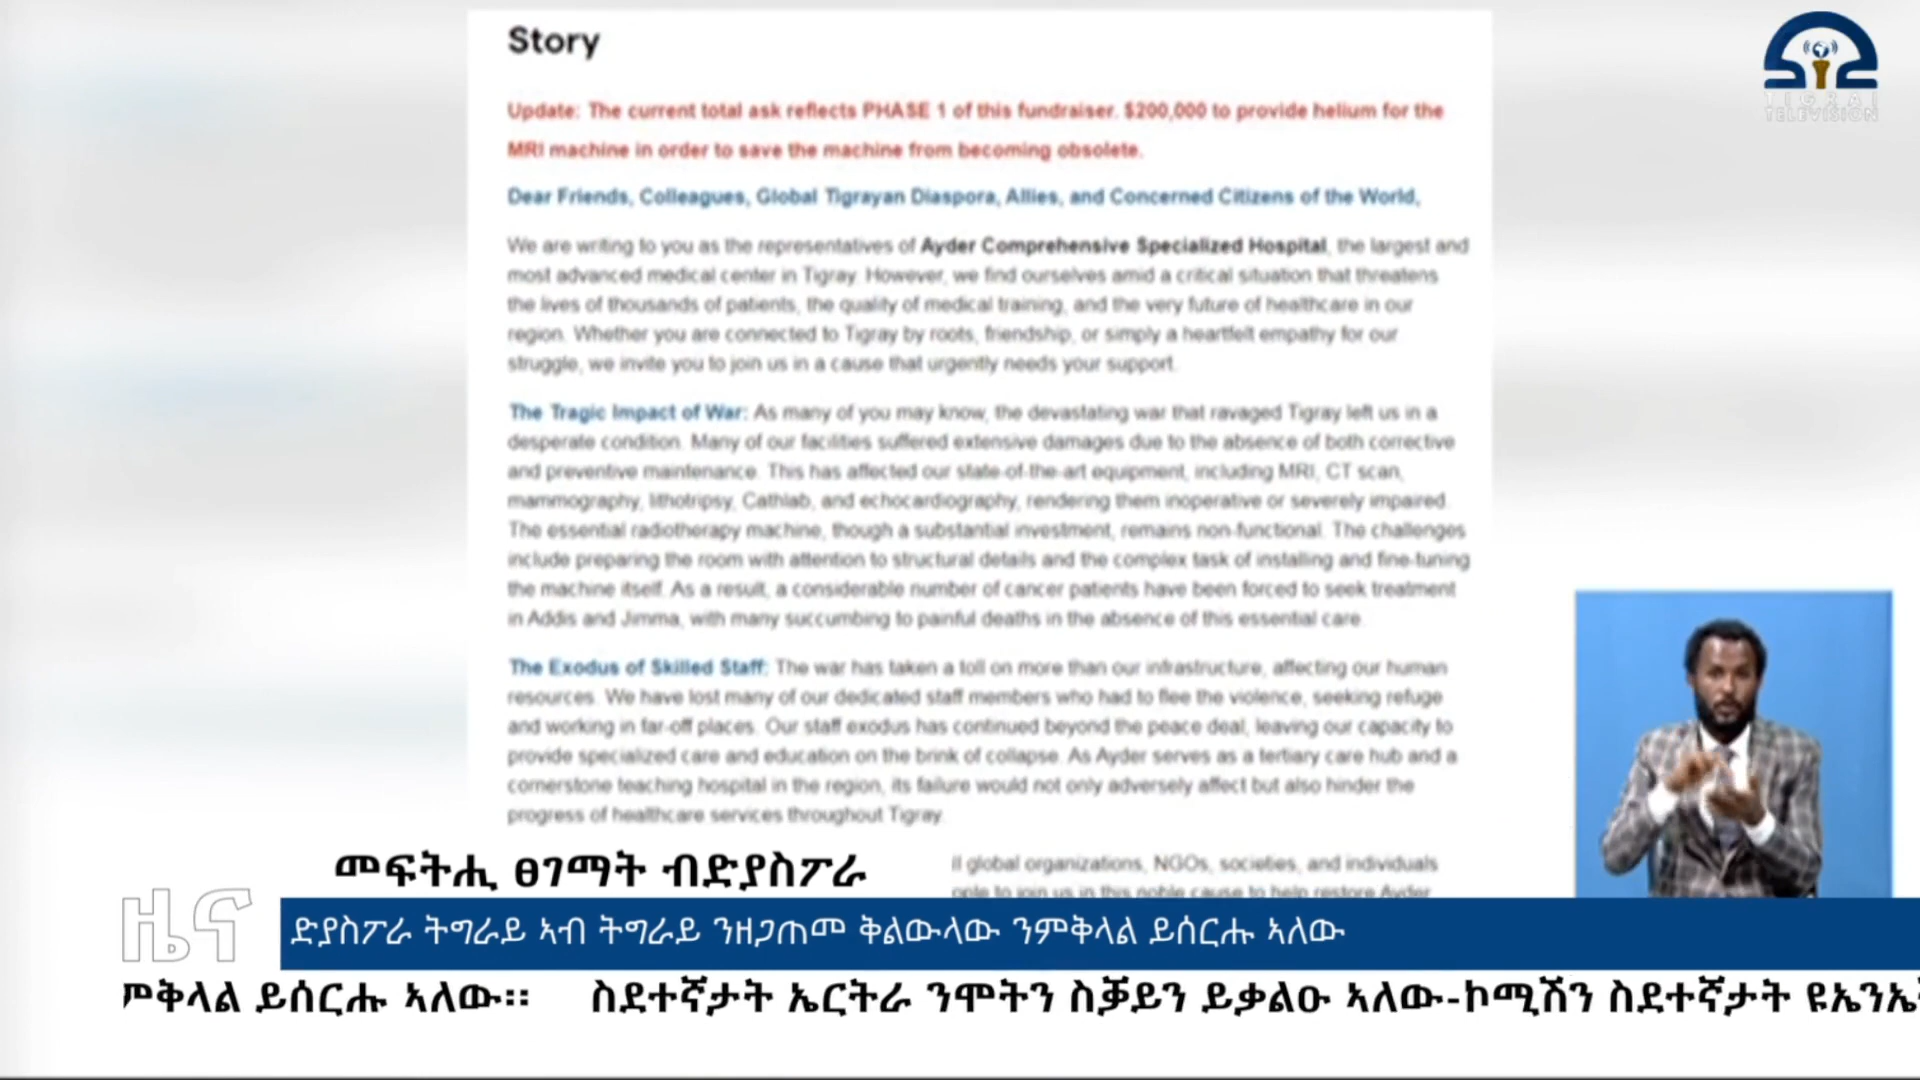 Story
Update: The current total ask reflects PHASE 1 of this fundraiser. $200,000 to provide helium for the
MRI machine in order to save the machine from becoming obsolete.
Dear Friends, Colleagues, Global Tigrayan Diaspora, Allies, and Concerned Citizens of the World,
We are writing to you as the representatives of Ayder Comprehensive Specialized Hospital, the largest and
most advanced medical center in Tigray. However, we find ourselves amid a critical situation that threatens
the lives of thousands of patients, the quality of medical training, and the very future of healthcare in our
region. Whether you are connected to Tigray by roots, friendship, or simply a heartfelt empathy for our
struggle, we invite you to join us in a cause that urgently needs your support.
The Tragic Impact of War: As many of you may know, the devastating war that ravaged Tigray left us in a
desperate condition. Many of our facilities suffered extensive damages due to the absence of both corrective
and preventive maintenance. This has affected our state-of-the-art equipment, including MRI, CT scan,
mammography, lithotripsy, Cathlab, and echocardiography, rendering them inoperative or severely impaired.
The essential radiotherapy machine, though a substantial investment, remains non-functional. The challenges
include preparing the room with attention to structural details and the complex task of installing and fine-tuning
the machine itself. As a result, a considerable number of cancer patients have been forced to seek treatment
in Addis and Jimma, with many succumbing to painful deaths in the absence of this essential care.
The Exodus of Skilled Staff: The war has taken a toll on more than our infrastructure, affecting our human
resources. We have lost many of our dedicated staff members who had to flee the violence, seeking refuge
and working in far-off places. Our staff exodus has continued beyond the peace deal, leaving our capacity to
provide specialized care and education on the brink of collapse. As Ayder serves as a tertiary care hub and a
cornerstone teaching hospital in the region, its failure would not only adversely affect but also hinder the
progress of healthcare services throughout Tigray.
ll global organizations, NGOs, societies, and individuals
ople to join us in this noble cause to help restore Ayder
TIGRAI
TELEVISION
መፍትሒ ፀገማት ብድያስፖራ
ዜና
ድያስፖራ ትግራይ ኣብ ትግራይ ንዘጋጠመ ቅልውላው ንምቅላል ይሰርሑ ኣለው
ምቅላል ይሰርሑ ኣለው። ስደተኛታት ኤርትራ ንሞትን ስቓይን ይቃልዑ ኣለው-ኮሚሽን ስደተኛታት ዩኤንኤ